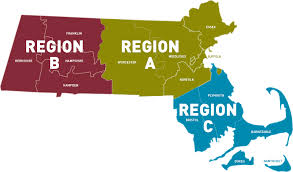 ESSEX
FRANKLIN
REGION
B
REGION
A
BERKSHIRE
HAMPSHIRE
WORCESTER
MIDDLESEX
SUFFOLK
HAMPDEN
NORFOLK
PLYMOUTH
REGION
C
BRISTOL
BARNSTABLE
DUKES
NANTUCKET